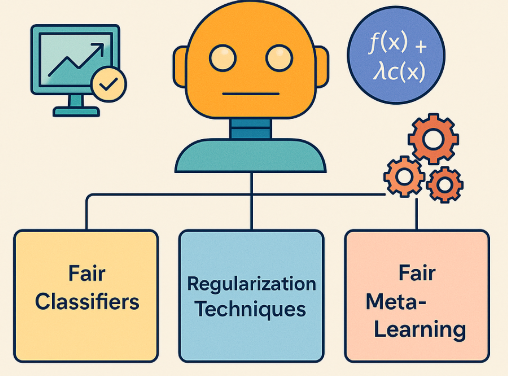 f(x) +
λc(x)
Fair
Classifiers
Regularization
Techniques
Fair
Meta-
Learning